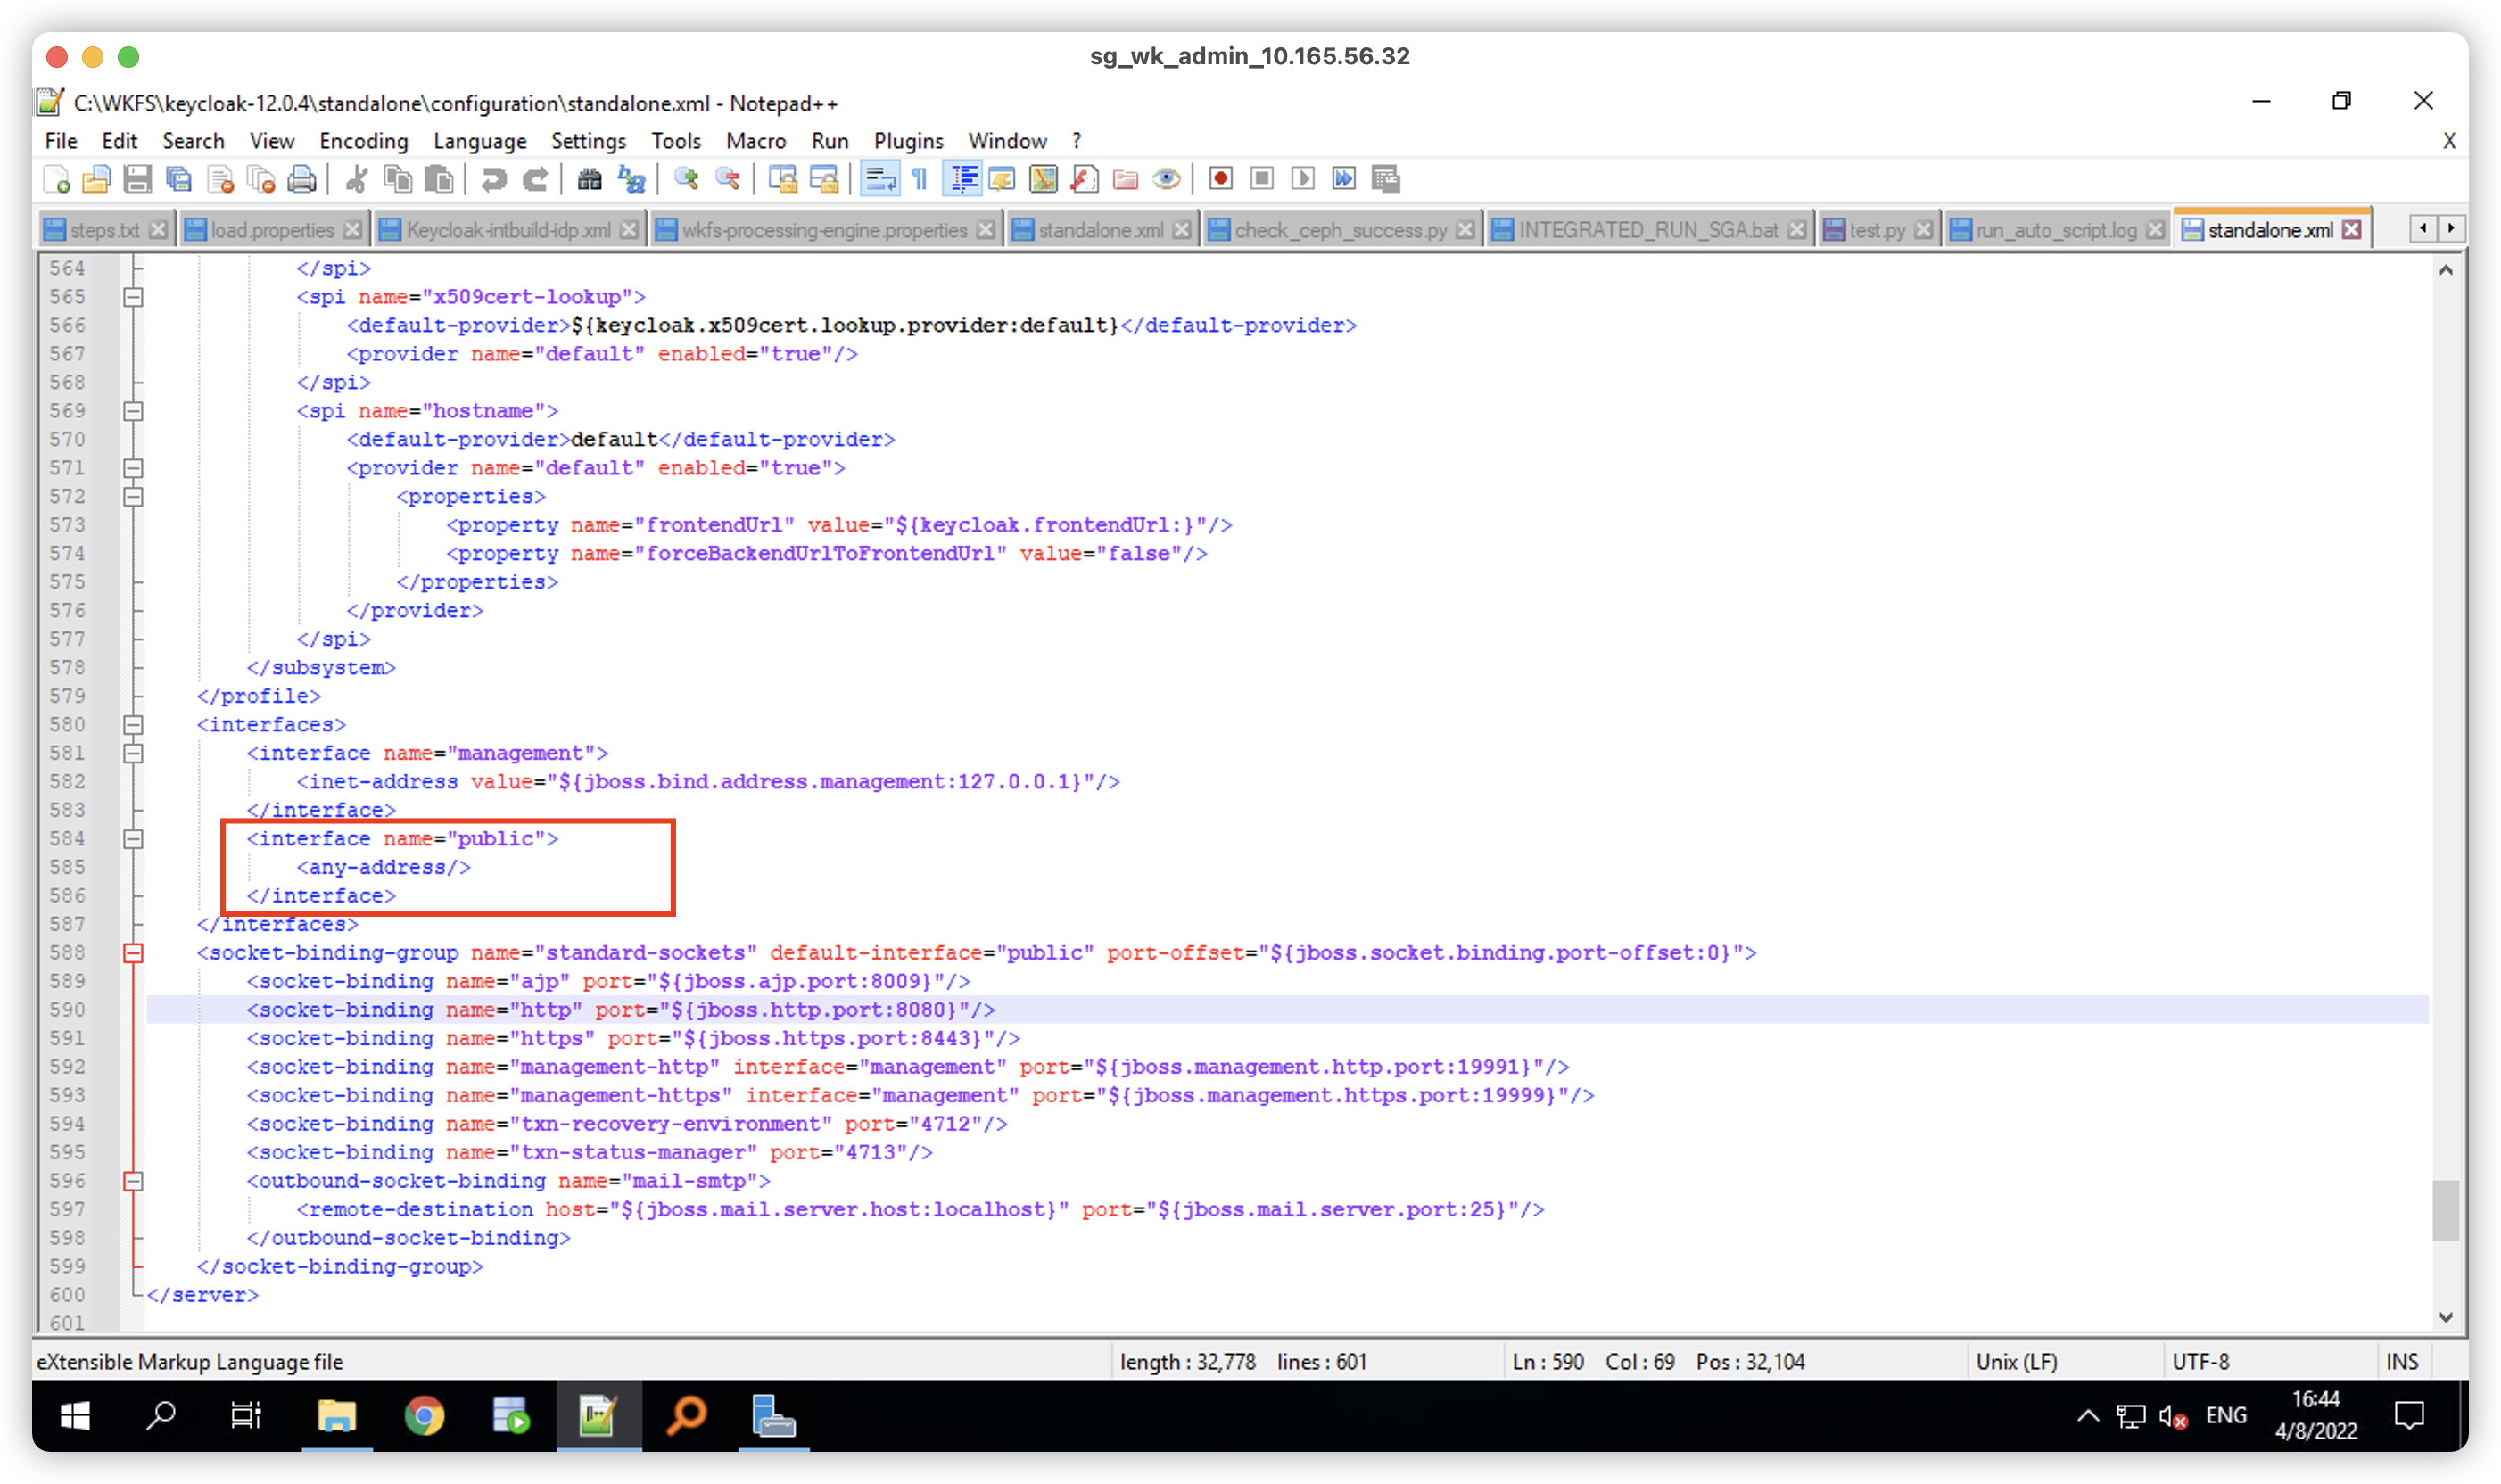 sg_wk_admin_10.165.56.32
C:\WKFS\keycloak-12.0.4\standalone\configuration\standalone.xml - Notepad++
File Edit Search View Encoding Language Settings Tools Macro Run Plugins Window ? X
steps.txt load.properties Keycloak-intbuild-idp.xml wkfs-processing-engine.properties standalone.xml check_ceph_success.py INTEGRATED_RUN_SGA.bat test.py run_auto_script.log standalone.xml
564 </spi>
565 <spi name="x509cert-lookup">
566 <default-provider>${keycloak.x509cert.lookup.provider:default}</default-provider>
567 <provider name="default" enabled="true"/>
568 </spi>
569 <spi name="hostname">
570 <default-provider>default</default-provider>
571 <provider name="default" enabled="true">
572 <properties>
573 <property name="frontendUrl" value="${keycloak.frontendUrl:}"/>
574 <property name="forceBackendUrlToFrontendUrl" value="false"/>
575 </properties>
576 </provider>
577 </spi>
578 </subsystem>
579 </profile>
580 <interfaces>
581 <interface name="management">
582 <inet-address value="${jboss.bind.address.management:127.0.0.1}"/>
583 </interface>
584 <interface name="public">
585 <any-address/>
586 </interface>
587 </interfaces>
588 <socket-binding-group name="standard-sockets" default-interface="public" port-offset="${jboss.socket.binding.port-offset:0}">
589 <socket-binding name="ajp" port="${jboss.ajp.port:8009}"/>
590 <socket-binding name="http" port="${jboss.http.port:8080}"/>
591 <socket-binding name="https" port="${jboss.https.port:8443}"/>
592 <socket-binding name="management-http" interface="management" port="${jboss.management.http.port:19991}"/>
593 <socket-binding name="management-https" interface="management" port="${jboss.management.https.port:19999}"/>
594 <socket-binding name="txn-recovery-environment" port="4712"/>
595 <socket-binding name="txn-status-manager" port="4713"/>
596 <outbound-socket-binding name="mail-smtp">
597 <remote-destination host="${jboss.mail.server.host:localhost}" port="${jboss.mail.server.port:25}"/>
598 </outbound-socket-binding>
599 </socket-binding-group>
600 </server>
601
eXtensible Markup Language file length : 32,778 lines : 601 Ln : 590 Col : 69 Pos : 32,104 Unix (LF) UTF-8 INS
ENG
16:44
4/8/2022